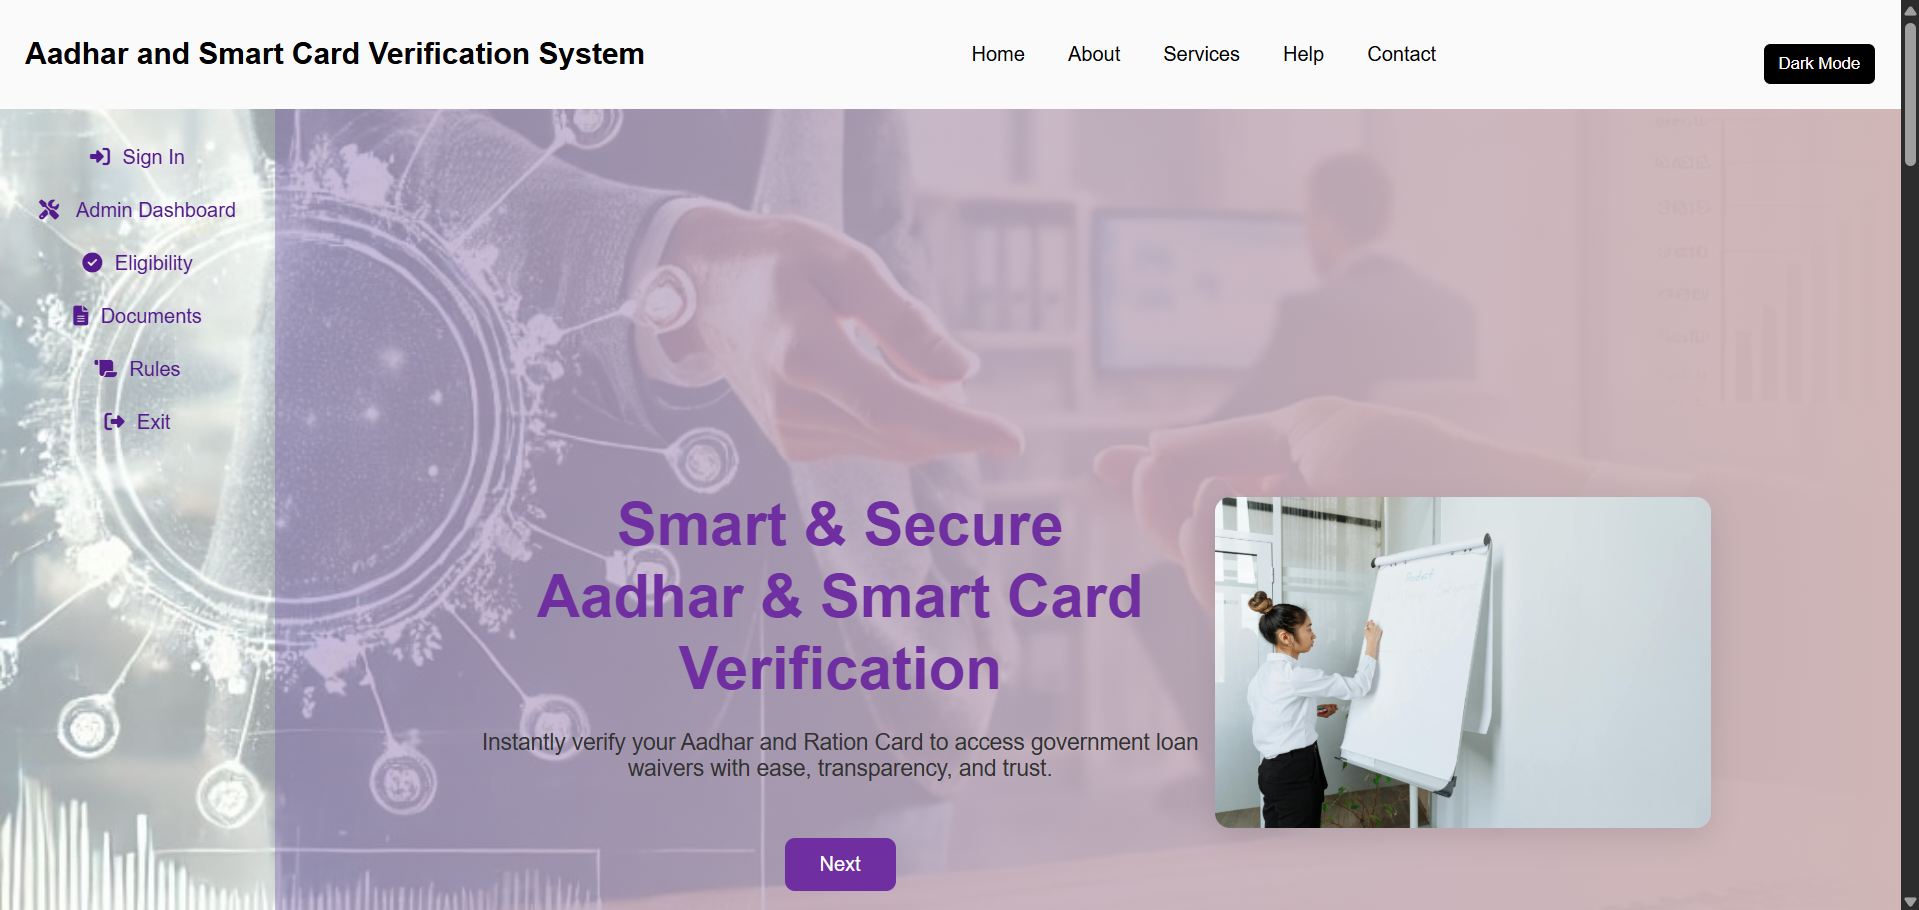 Aadhar and Smart Card Verification System
Home
About
Services
Help
Contact
Dark Mode
Sign In
Admin Dashboard
Eligibility
Documents
Rules
Exit
Smart & Secure
Aadhar & Smart Card
Verification
Instantly verify your Aadhar and Ration Card to access government loan
waivers with ease, transparency, and trust.
Next